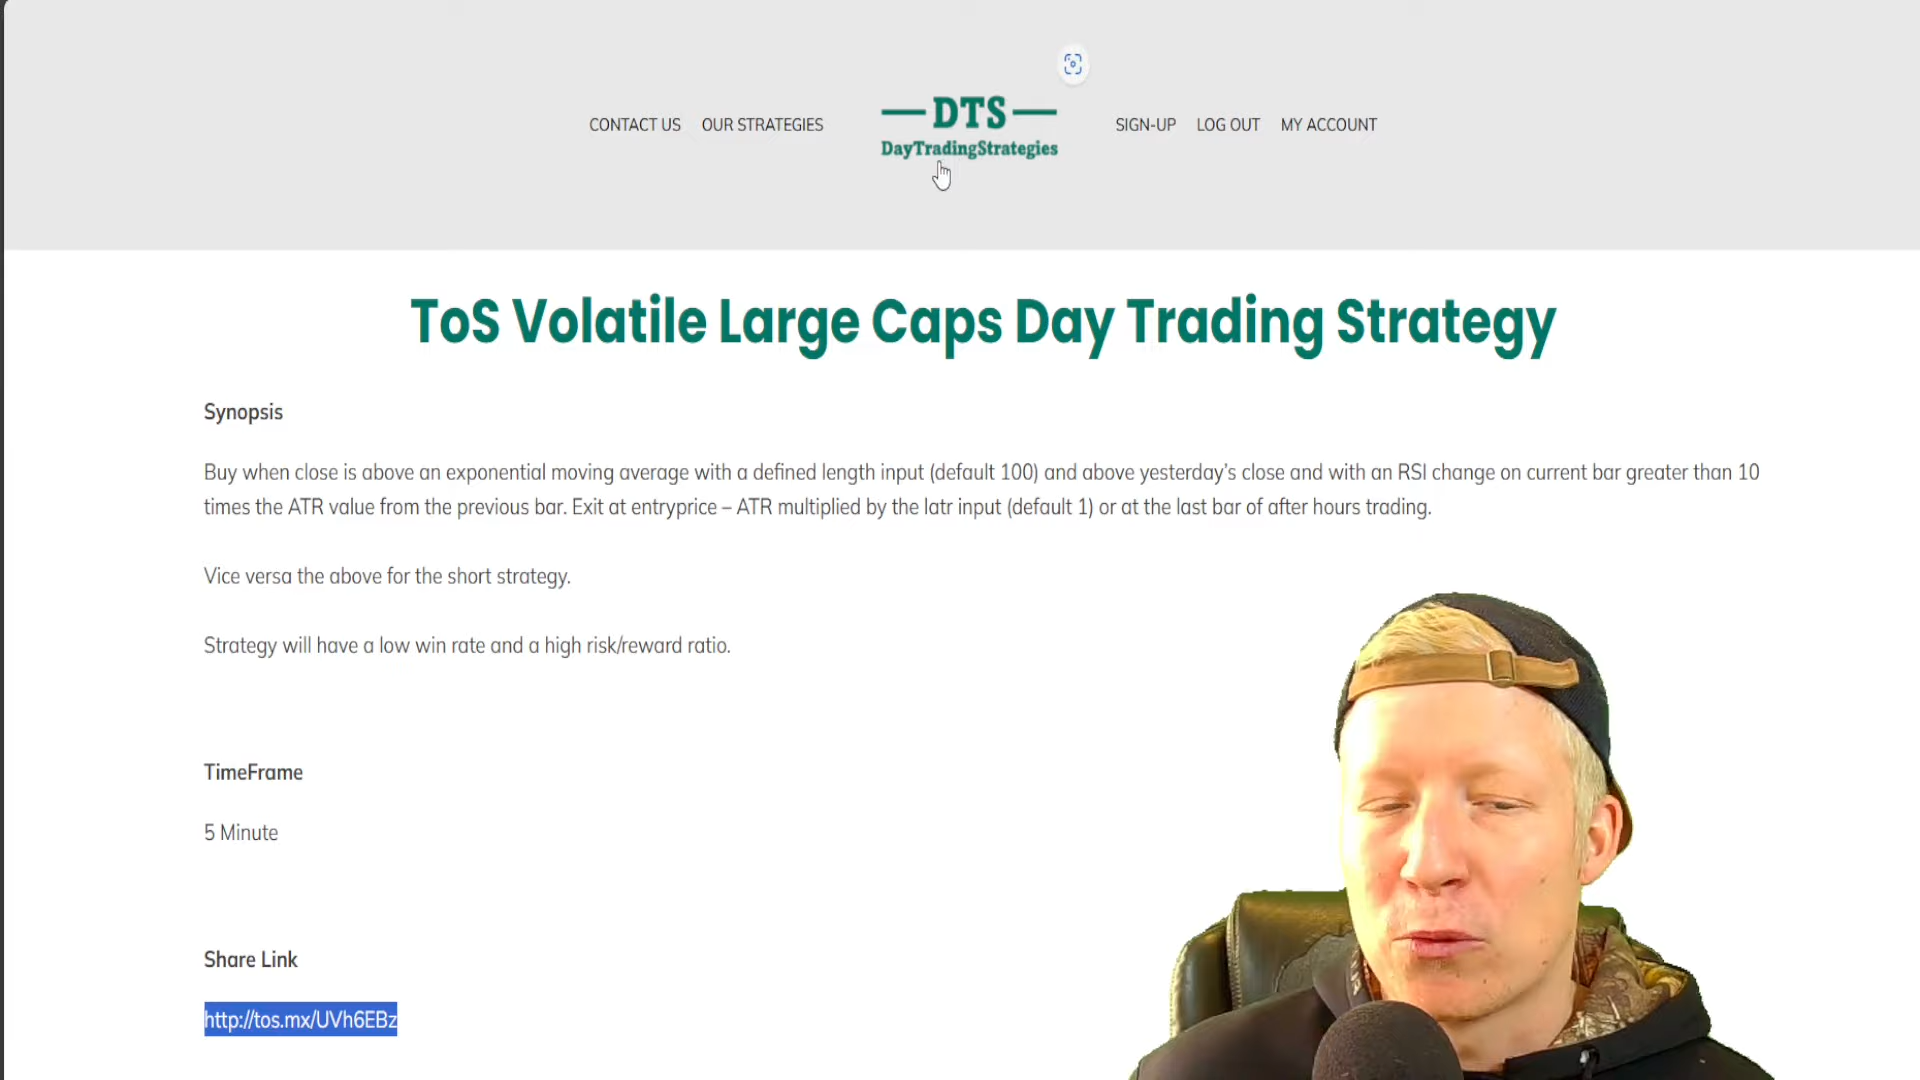 CONTACT US
OUR STRATEGIES
DTS
DayTradingStrategies
SIGN-UP
LOG OUT
MY ACCOUNT
ToS Volatile Large Caps Day Trading Strategy
Synopsis
Buy when close is above an exponential moving average with a defined length input (default 100) and above yesterday’s close and with an RSI change on current bar greater than 10
times the ATR value from the previous bar. Exit at entryprice – ATR multiplied by the latr input (default 1) or at the last bar of after hours trading.
Vice versa the above for the short strategy.
Strategy will have a low win rate and a high risk/reward ratio.
TimeFrame
5 Minute
Share Link
http://tos.mx/UVh6EBz